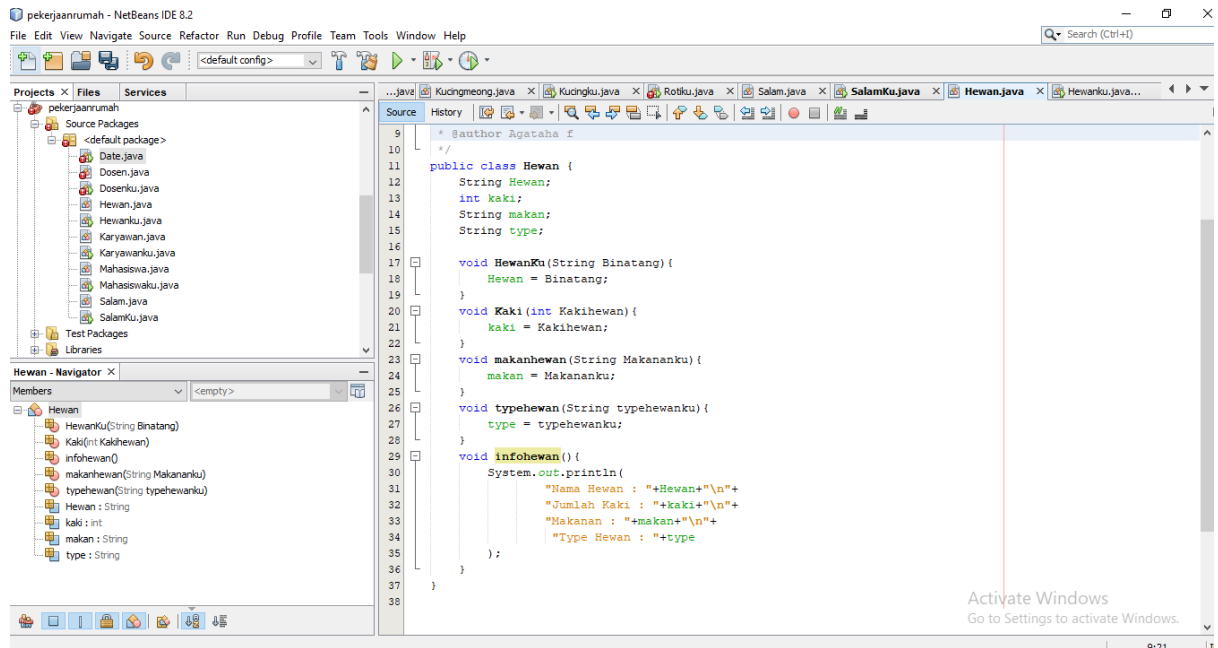 pekerjaanrumah - NetBeans IDE 8.2
File Edit View Navigate Source Refactor Run Debug Profile Team Tools Window Help
Search (Ctrl+I)
<default config>
Projects Files Services
...java Kucingmeong.java Kucingku.java Rotiku.java Salam.java SalamKu.java Hewan.java Hewanku.java...
pekerjaanrumah
Source Packages
<default package>
Date.java
Dosen.java
Dosenku.java
Hewan.java
Hewanku.java
Karyawan.java
Karyawanku.java
Mahasiswa.java
Mahasiswaku.java
Salam.java
SalamKu.java
Test Packages
Libraries
Hewan - Navigator
Members <empty>
Hewan
HewanKu(String Binatang)
Kaki(int Kakihewan)
infohewan()
makanhewan(String Makananku)
typehewan(String typehewanku)
Hewan : String
kaki : int
makan : String
type : String
Source History
9 * @author Agataha f
10 */
11 public class Hewan {
12 String Hewan;
13 int kaki;
14 String makan;
15 String type;
16
17 void HewanKu(String Binatang){
18 Hewan = Binatang;
19 }
20 void Kaki(int Kakihewan){
21 kaki = Kakihewan;
22 }
23 void makanhewan(String Makananku){
24 makan = Makananku;
25 }
26 void typehewan(String typehewanku){
27 type = typehewanku;
28 }
29 void infohewan(){
30 System.out.println(
31 "Nama Hewan : "+Hewan+"\n"+
32 "Jumlah Kaki : "+kaki+"\n"+
33 "Makanan : "+makan+"\n"+
34 "Type Hewan : "+type
35 );
36 }
37 }
38
Activate Windows
Go to Settings to activate Windows.
9:21